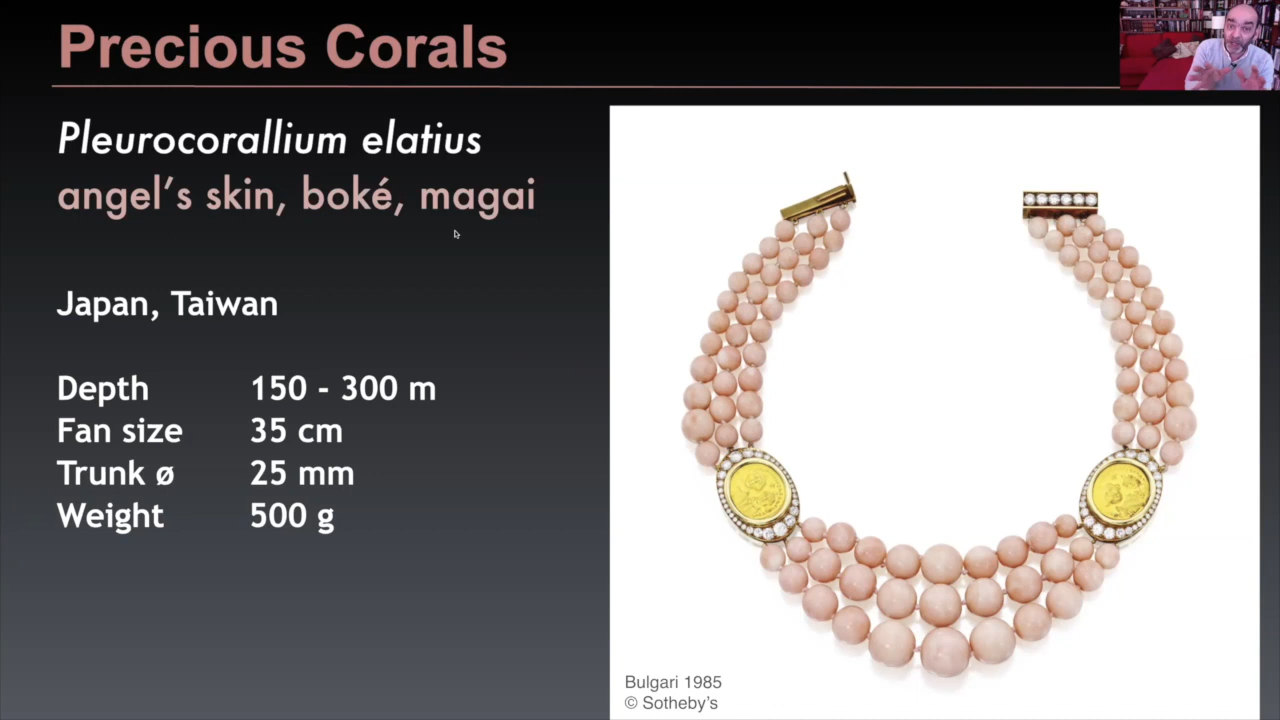 Precious Corals
Pleurocorallium elatius
angel's skin, boké, magai
Japan, Taiwan
Depth 150 - 300 m
Fan size 35 cm
Trunk ø 25 mm
Weight 500 g
Bulgari 1985
© Sotheby's